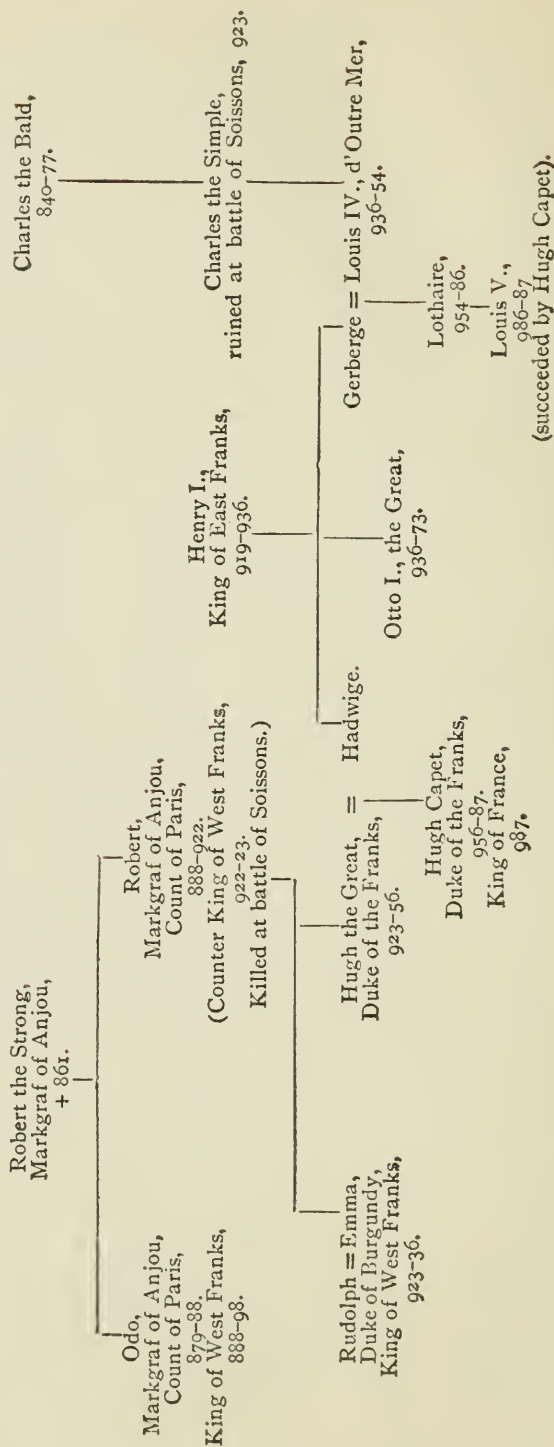 Robert the Strong,
Markgraf of Anjou,
+ 861.
Odo,
Markgraf of Anjou,
Count of Paris,
879-88.
King of West Franks,
888-98.
Robert,
Markgraf of Anjou,
Count of Paris,
888-922.
(Counter King of West Franks,
922-23.
Killed at battle of Soissons.)
Henry I.,
King of East Franks,
919-936.
Charles the Bald,
840-77.
Charles the Simple,
ruined at battle of Soissons, 923.
Rudolph = Emma,
Duke of Burgundy,
King of West Franks,
923-36.
Hugh the Great, = Hadwige.
Duke of the Franks,
923-56.
Otto I., the Great,
936-73.
Gerberge = Louis IV., d'Outre Mer,
936-54.
Hugh Capet,
Duke of the Franks,
956-87.
King of France,
987.
Lothaire,
954-86.
Louis V.,
986-87
(succeeded by Hugh Capet).